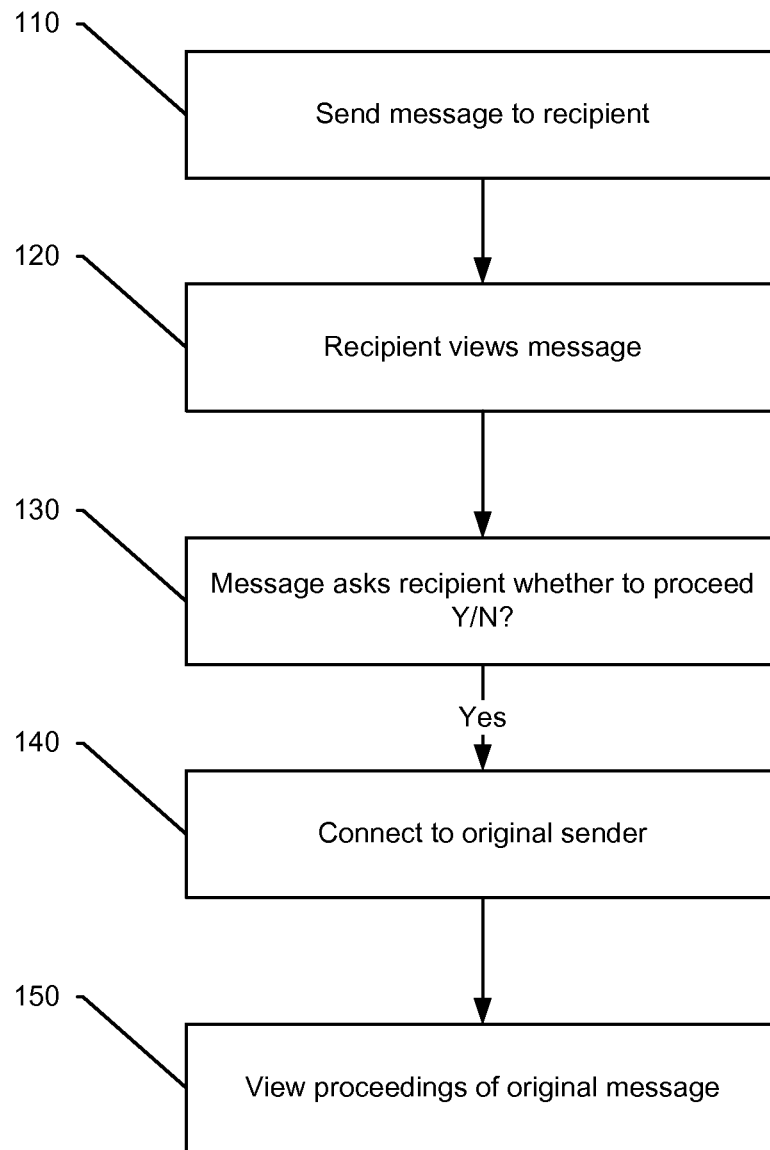 110
Send message to recipient
120
Recipient views message
130
Message asks recipient whether to proceed
Y/N?
Yes
140
Connect to original sender
150
View proceedings of original message